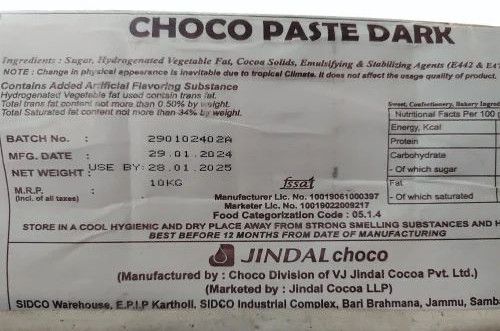 CHOCO PASTE DARK
Ingredients : Sugar, Hydrogenated Vegetable Fat, Cocoa Solids, Emulsifying & Stabilizing Agents (E442 & E4
NOTE : Change in physical appearance is inevitable due to tropical Climate. It does not affect the usage quality of product.
Contains Added Artificial Flavoring Substance
Hydrogenated Vegetable fat used contain trans fat.
Total trans fat content not more than 0.50% by weight.
Total Saturated fat content not more than 34% by weight.
Sweet, Confectionery, Bakery Ingre
Nutritional Facts Per 100
Energy, Kcal
Protein
Carbohydrate
- Of which sugar
Fat
- Of which saturated
BATCH No. : 290102402A
MFG. DATE : 29.01.2024
USE BY: 28.01.2025
NET WEIGHT : 10KG
M.R.P. :
(Incl. of all taxes)
fssai
Manufacturer Lic. No. 10019061000397
Marketer Lic. No. 10019022009217
Food Categorization Code : 05.1.4
STORE IN A COOL HYGIENIC AND DRY PLACE AWAY FROM STRONG SMELLING SUBSTANCES AND H
BEST BEFORE 12 MONTHS FROM DATE OF MANUFACTURE
JINDAL choco
(Manufactured by : Choco Division of VJ Jindal Cocoa Pvt. Ltd.)
(Marketed by : Jindal Cocoa LLP)
SIDCO Warehouse, E.P.I.P Kartholi, SIDCO Industrial Complex, Bari Brahmana, Jammu, Samba